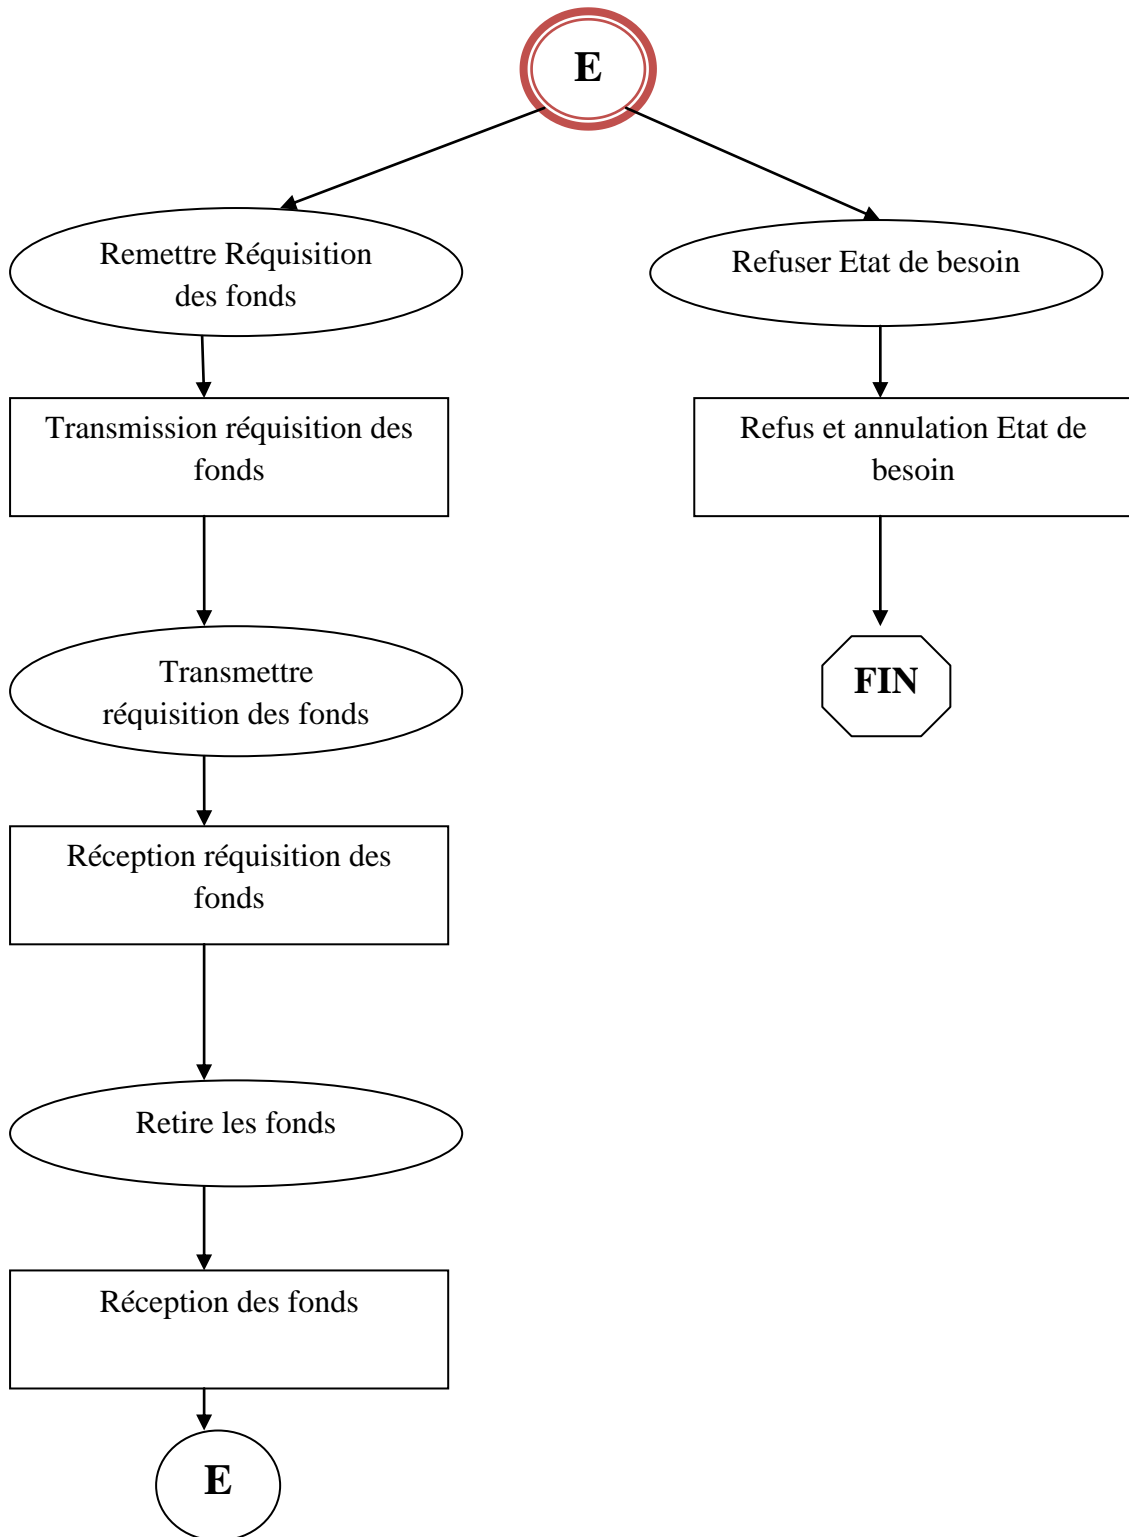 E
Remettre Réquisition
des fonds
Refuser Etat de besoin
Transmission réquisition des
fonds
Refus et annulation Etat de
besoin
Transmettre
réquisition des fonds
FIN
Réception réquisition des
fonds
Retire les fonds
Réception des fonds
E